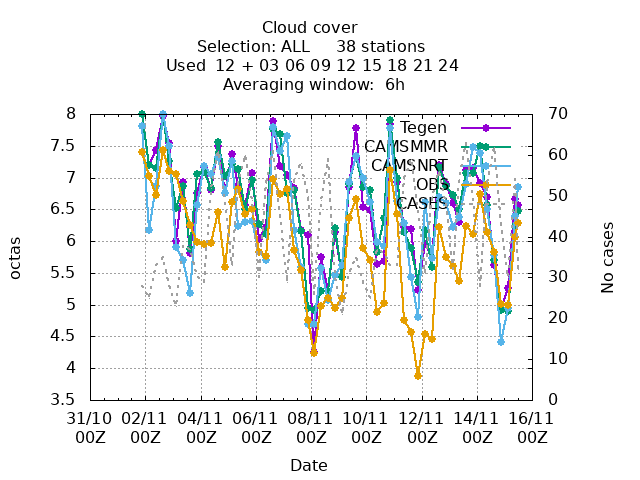 Cloud cover
Selection: ALL 38 stations
Used 12 + 03 06 09 12 15 18 21 24
Averaging window: 6h
8
7.5
7
6.5
6
5.5
5
4.5
4
3.5
octas
70
60
50
40
30
20
10
0
No cases
Tegen
CAMSMMR
CAMSNRT
OBS
CASES
31/10 02/11 04/11 06/11 08/11 10/11 12/11 14/11 16/11
00Z 00Z 00Z 00Z 00Z 00Z 00Z 00Z 00Z
Date